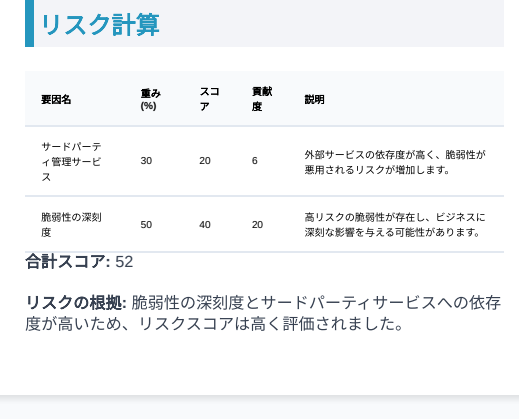 リスク計算
要因名 重み スコ 貢献 説明
(%) ア 度
サードパーテ
ィ管理サービ 30 20 6 外部サービスの依存度が高く、脆弱性が
ス 悪用されるリスクが増加します。
脆弱性の深刻 50 40 20 高リスクの脆弱性が存在し、ビジネスに
度 深刻な影響を与える可能性があります。
合計スコア: 52
リスクの根拠: 脆弱性の深刻度とサードパーティサービスへの依存
度が高いため、リスクスコアは高く評価されました。